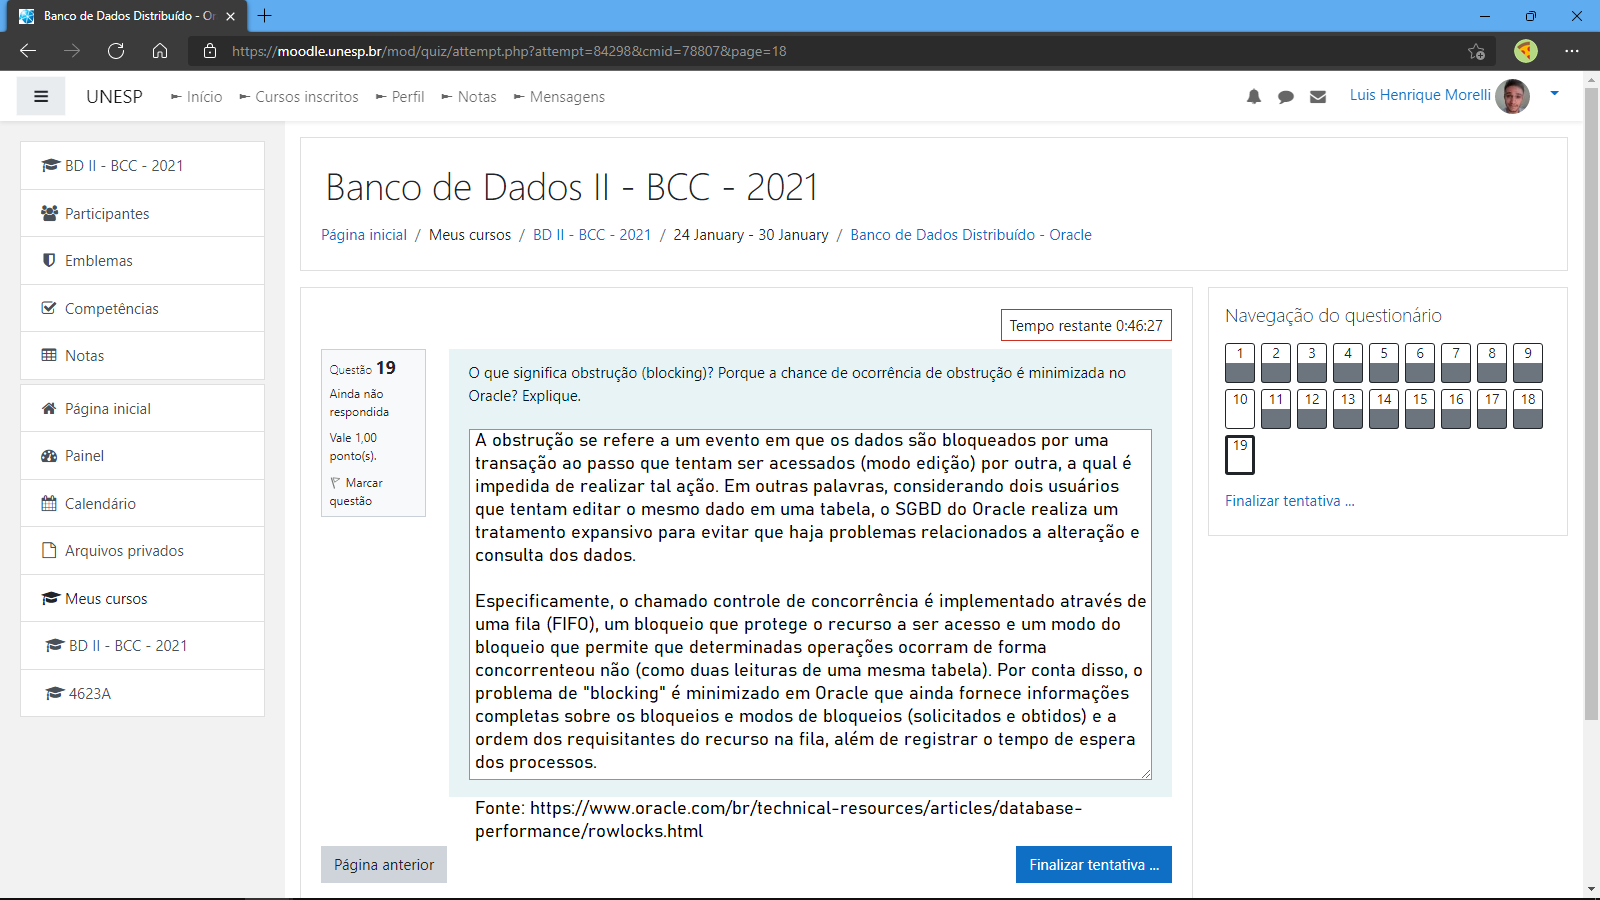 Banco de Dados Distribuído - Or
https://moodle.unesp.br/mod/quiz/attempt.php?attempt=84298&cmid=78807&page=18
UNESP
Início
Cursos inscritos
Perfil
Notas
Mensagens
Luis Henrique Morelli
BD II - BCC - 2021
Participantes
Emblemas
Competências
Notas
Página inicial
Painel
Calendário
Arquivos privados
Meus cursos
BD II - BCC - 2021
4623A
Banco de Dados II - BCC - 2021
Página inicial / Meus cursos / BD II - BCC - 2021 / 24 January - 30 January / Banco de Dados Distribuído - Oracle
Tempo restante 0:46:27
Questão 19
Ainda não
respondida
Vale 1,00
ponto(s).
Marcar
questão
O que significa obstrução (blocking)? Porque a chance de ocorrência de obstrução é minimizada no
Oracle? Explique.
A obstrução se refere a um evento em que os dados são bloqueados por uma
transação ao passo que tentam ser acessados (modo edição) por outra, a qual é
impedida de realizar tal ação. Em outras palavras, considerando dois usuários
que tentam editar o mesmo dado em uma tabela, o SGBD do Oracle realiza um
tratamento expansivo para evitar que haja problemas relacionados a alteração e
consulta dos dados.
Especificamente, o chamado controle de concorrência é implementado através de
uma fila (FIFO), um bloqueio que protege o recurso a ser acesso e um modo do
bloqueio que permite que determinadas operações ocorram de forma
concorrenteou não (como duas leituras de uma mesma tabela). Por conta disso, o
problema de "blocking" é minimizado em Oracle que ainda fornece informações
completas sobre os bloqueios e modos de bloqueios (solicitados e obtidos) e a
ordem dos requisitantes do recurso na fila, além de registrar o tempo de espera
dos processos.
Fonte: https://www.oracle.com/br/technical-resources/articles/database-
performance/rowlocks.html
Página anterior
Finalizar tentativa ...
Navegação do questionário
1 2 3 4 5 6 7 8 9
10 11 12 13 14 15 16 17 18
19
Finalizar tentativa ...